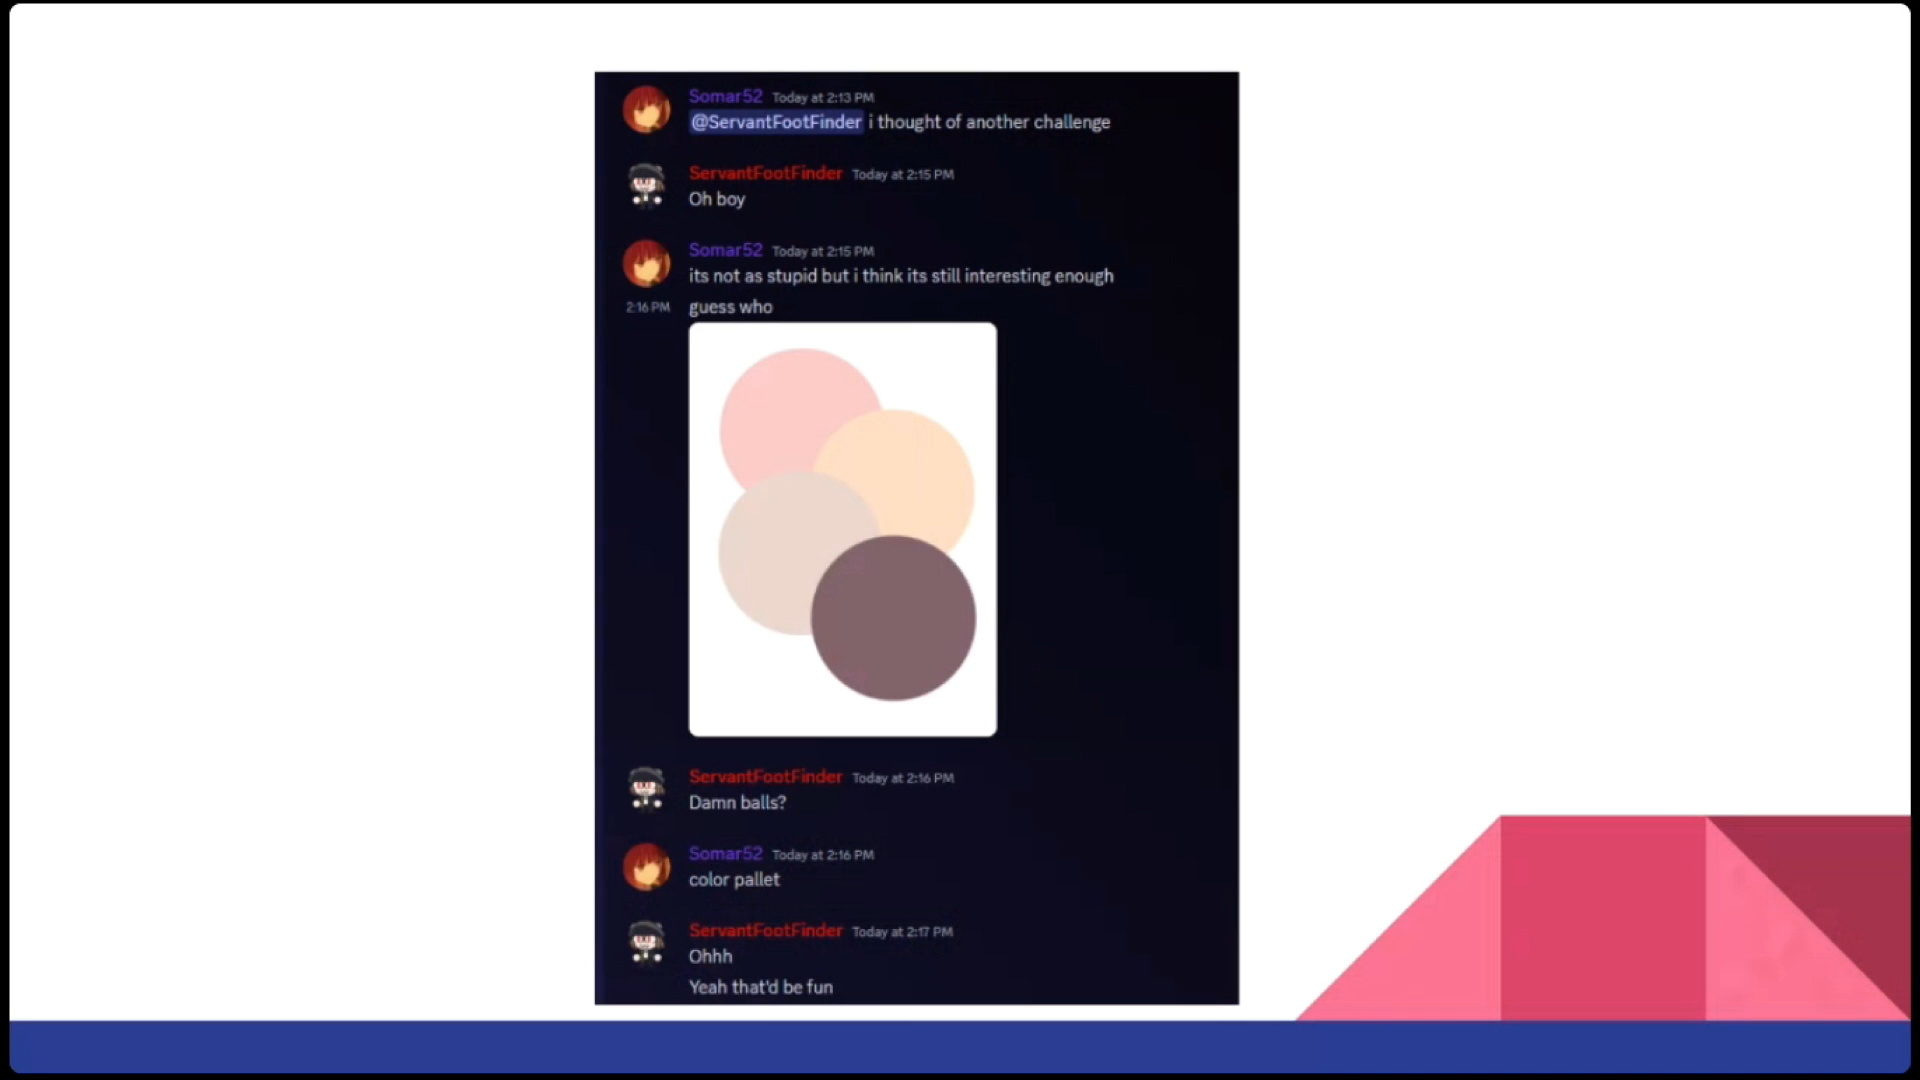 Somar52 Today at 2:13 PM
@ServantFootFinder i thought of another challenge
ServantFootFinder Today at 2:15 PM
Oh boy
Somar52 Today at 2:15 PM
its not as stupid but i think its still interesting enough
2:16 PM guess who
ServantFootFinder Today at 2:16 PM
Damn balls?
Somar52 Today at 2:16 PM
color pallet
ServantFootFinder Today at 2:17 PM
Ohhh
Yeah that'd be fun